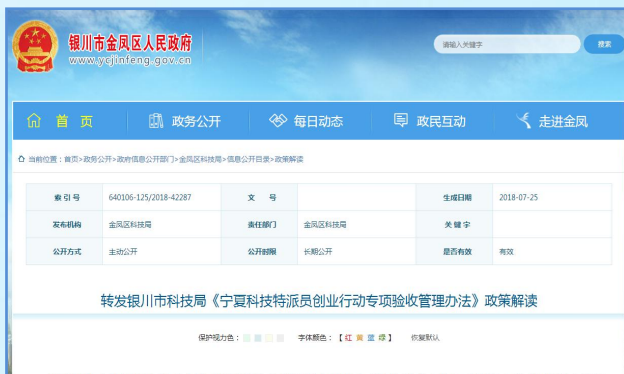 银川市金凤区人民政府
www.ycjinfeng.gov.cn
请输入关键字 搜索
首 页 政务公开 每日动态 政民互动 走进金凤
当前位置：首页>政务公开>政府信息公开部门>金凤区科技局>信息公开目录>政策解读
索 引 号 640106-125/2018-42287 文 号 生成日期 2018-07-25
发布机构 金凤区科技局 责任部门 金凤区科技局 关 键 字
公开方式 主动公开 公开时限 长期公开 是否有效 有效
转发银川市科技局《宁夏科技特派员创业行动专项验收管理办法》政策解读
保护视力色： 字体颜色：【 红 黄 蓝 绿 】 恢复默认